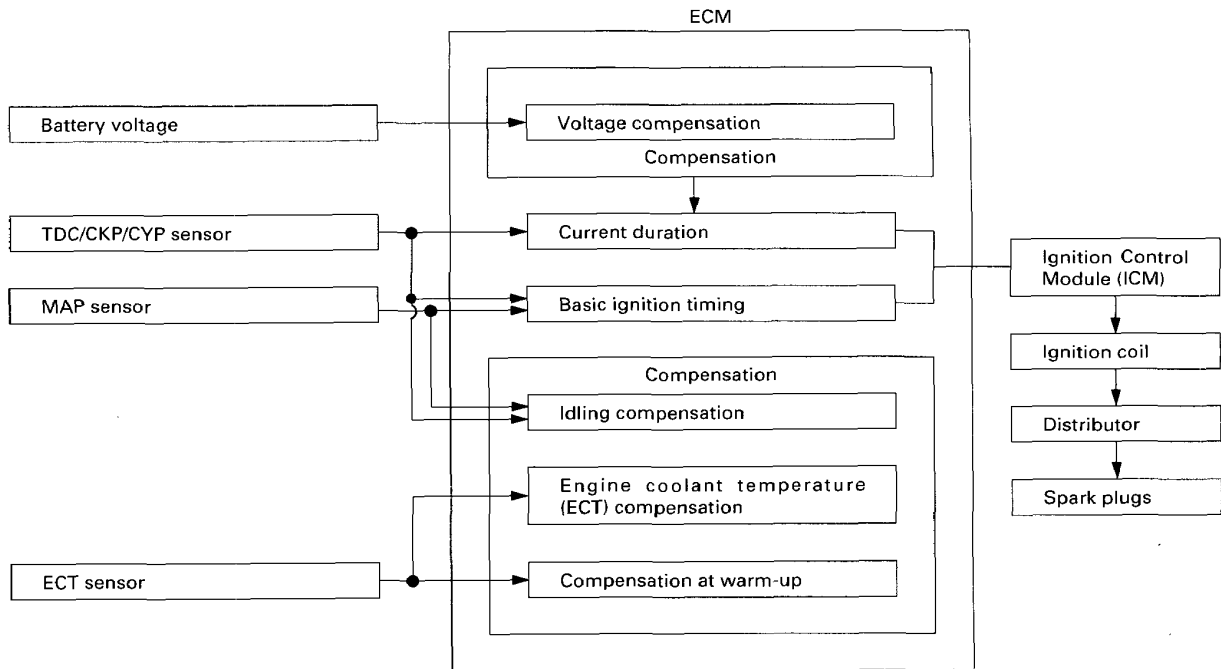 ECM
Battery voltage
Voltage compensation
Compensation
TDC/CKP/CYP sensor
Current duration
Ignition Control
Module (ICM)
MAP sensor
Basic ignition timing
Ignition coil
Compensation
Idling compensation
Distributor
Engine coolant temperature
(ECT) compensation
Spark plugs
ECT sensor
Compensation at warm-up